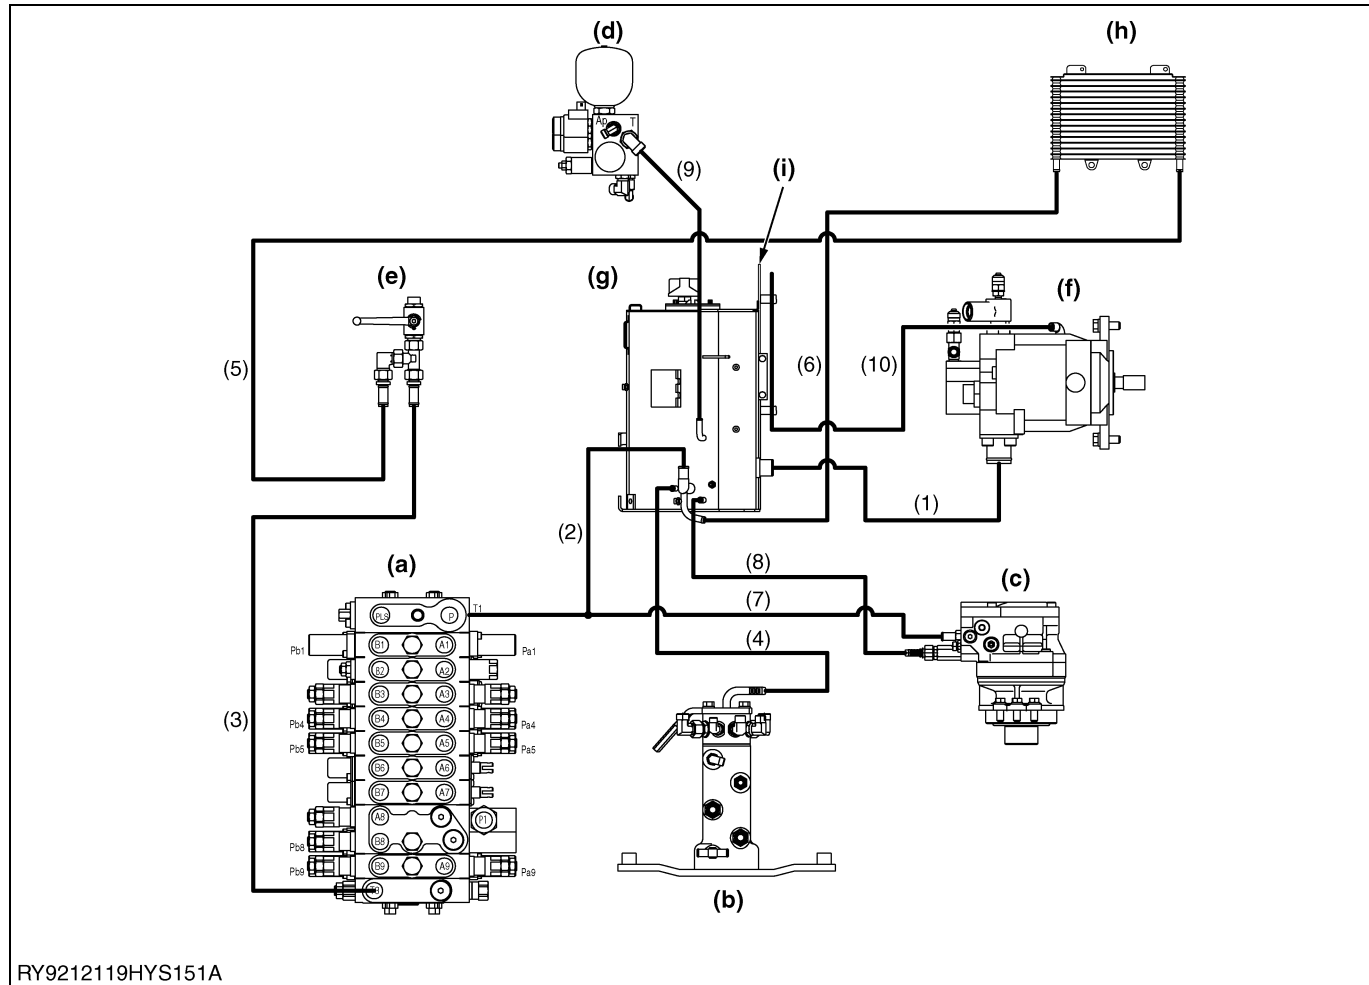 (d)
(h)
Ap T
(9)
(i)
(e)
(g)
(f)
(5)
(6)
(10)
(1)
(2)
(a)
(8)
(c)
(7)
PLS P T1
(4)
Pb1 B1 A1 Pa1
B2 A2
B3 A3
(3)
Pb4 B4 A4 Pa4
Pb5 B5 A5 Pa5
B6 A6
B7 A7
A8 P1
Pb8 B8
Pb9 B9 A9 Pa9
(b)
RY9212119HYS151A